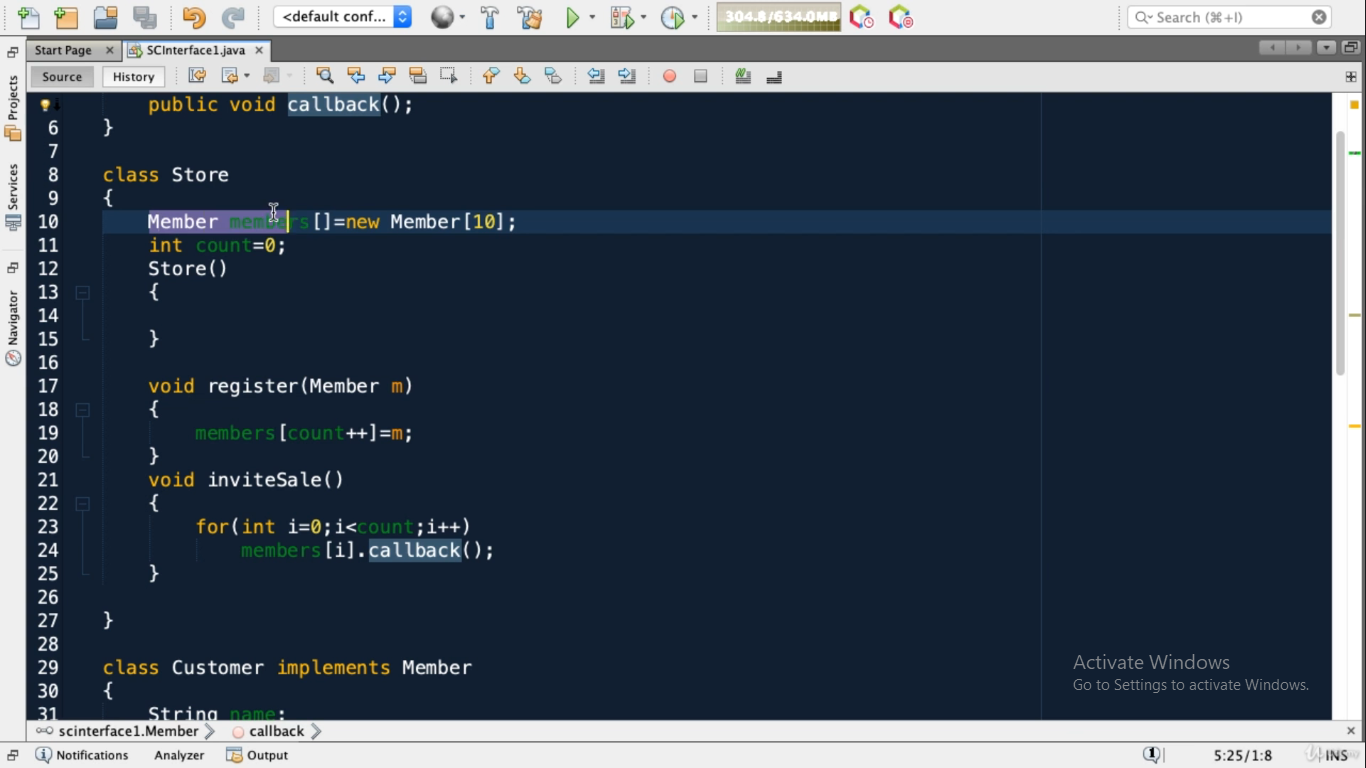 <default conf...
304.8/634.0MB
Search (⌘+I)
Start Page
SCInterface1.java
Source
History
Projects
Services
Navigator
public void callback();
6 }
7
8 class Store
9 {
10 Member members[]=new Member[10];
11 int count=0;
12 Store()
13 {
14
15 }
16
17 void register(Member m)
18 {
19 members[count++]=m;
20 }
21 void inviteSale()
22 {
23 for(int i=0;i<count;i++)
24 members[i].callback();
25 }
26
27 }
28
29 class Customer implements Member
30 {
31 String name;
Activate Windows
Go to Settings to activate Windows.
scinterface1.Member
callback
Notifications
Analyzer
Output
1
5:25/1:8
INS